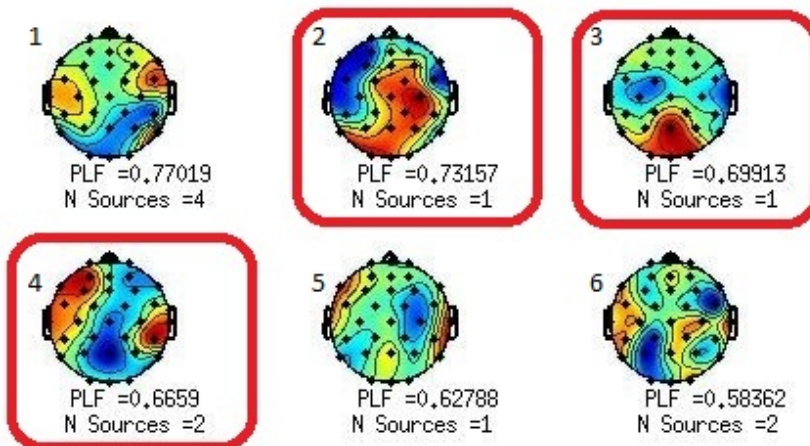 1
2
3
PLF =0.77019
N Sources =4
PLF =0.73157
N Sources =1
PLF =0.69913
N Sources =1
4
5
6
PLF =0.6659
N Sources =2
PLF =0.62788
N Sources =1
PLF =0.58362
N Sources =2